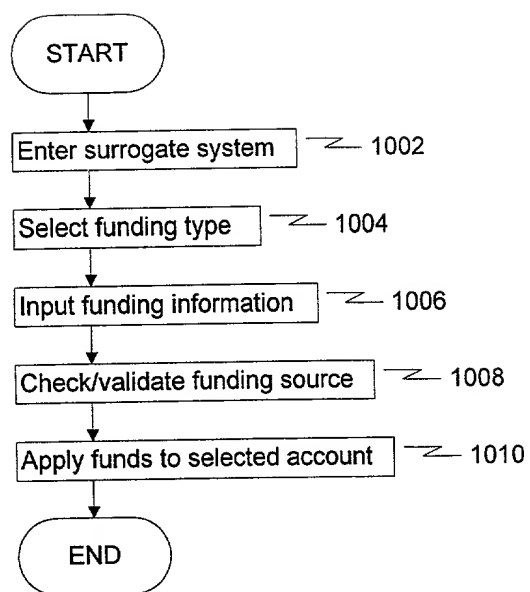 START
Enter surrogate system 1002
Select funding type 1004
Input funding information 1006
Check/validate funding source 1008
Apply funds to selected account 1010
END